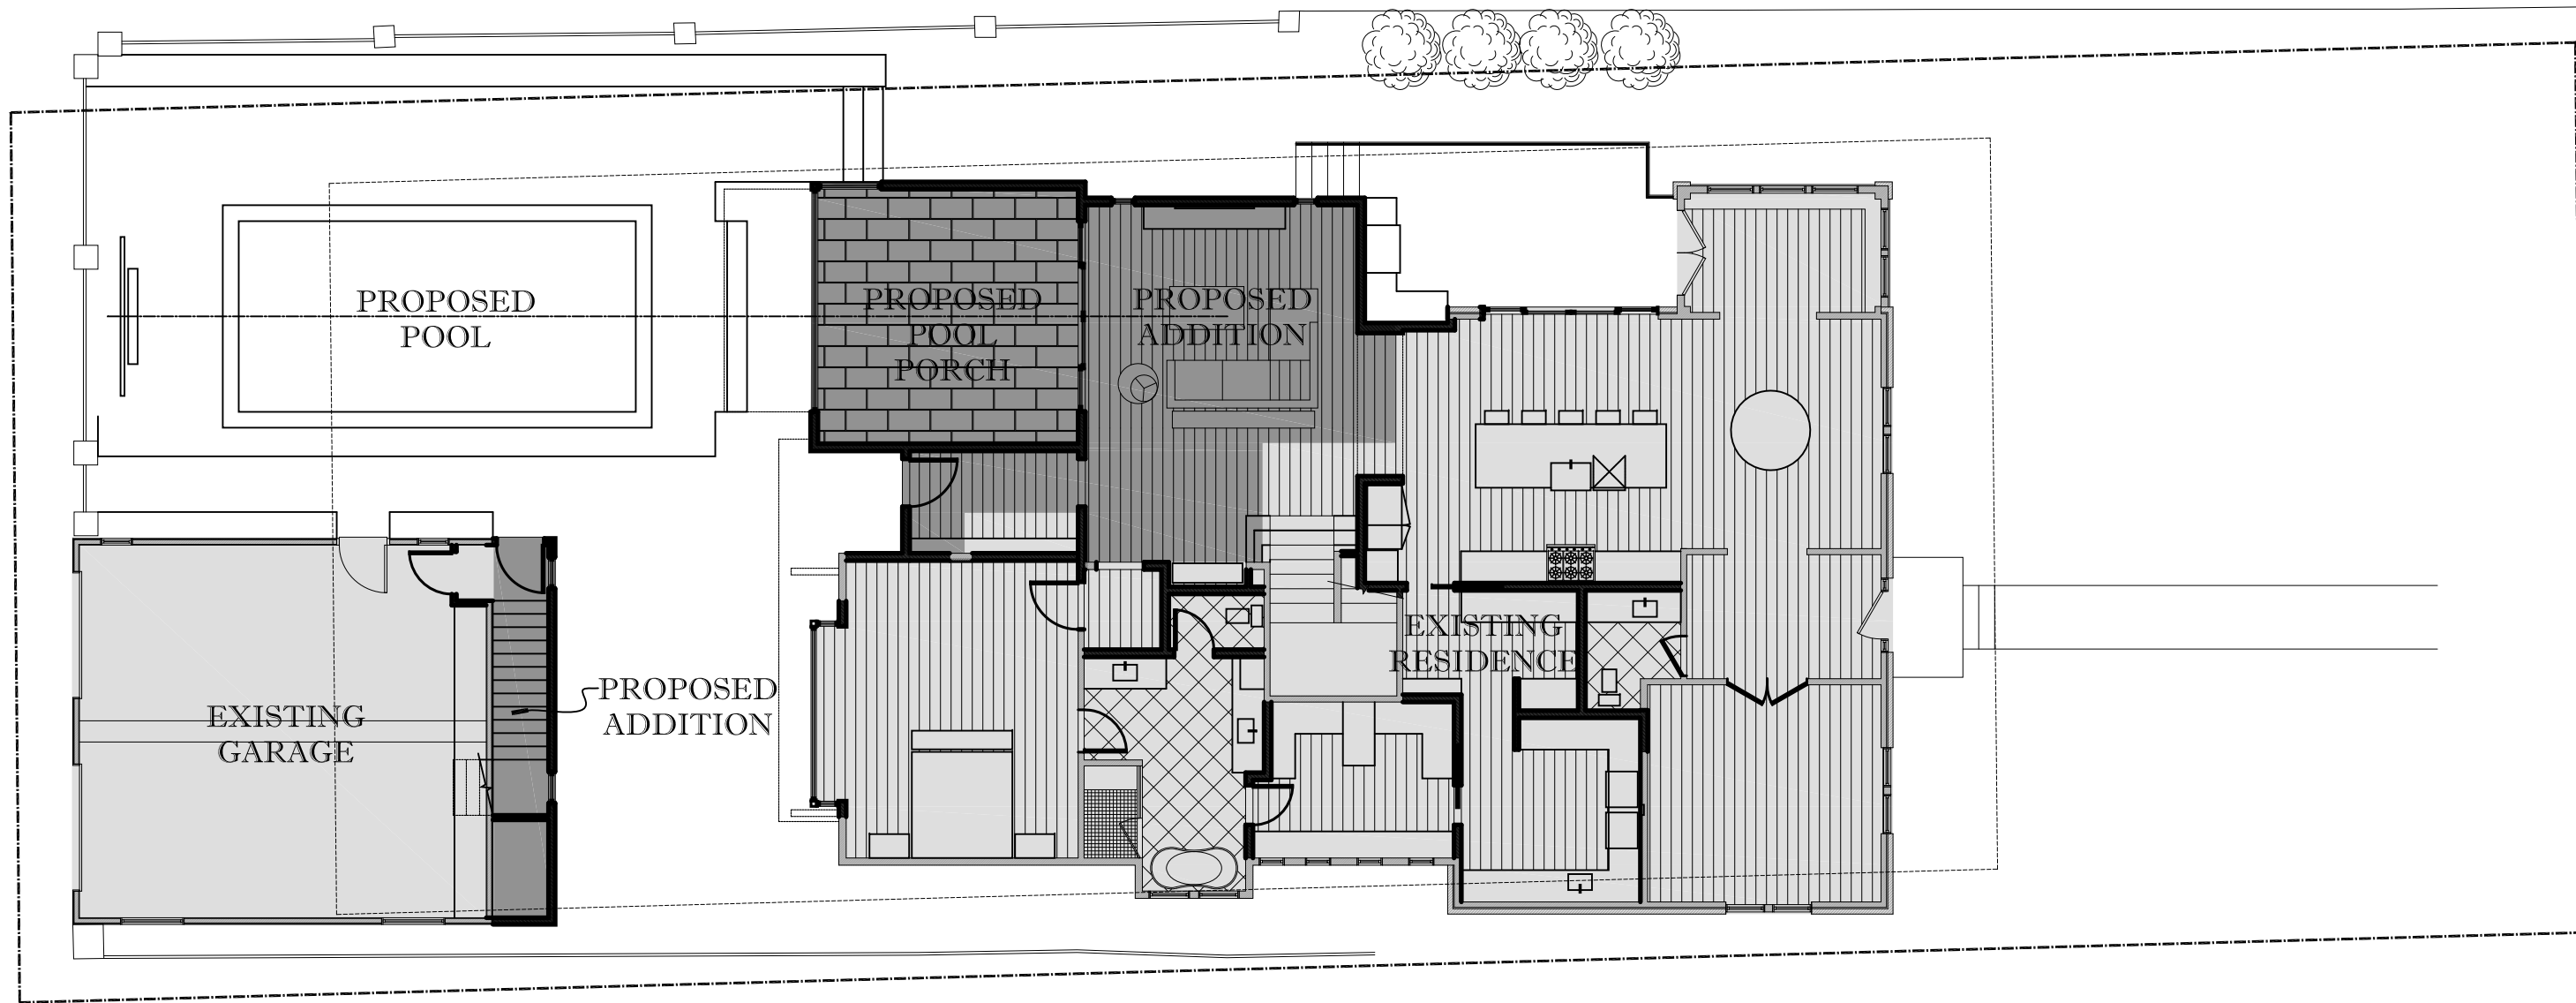 PROPOSED
POOL
PROPOSED
POOL
PORCH
PROPOSED
ADDITION
EXISTING
RESIDENCE
PROPOSED
ADDITION
EXISTING
GARAGE